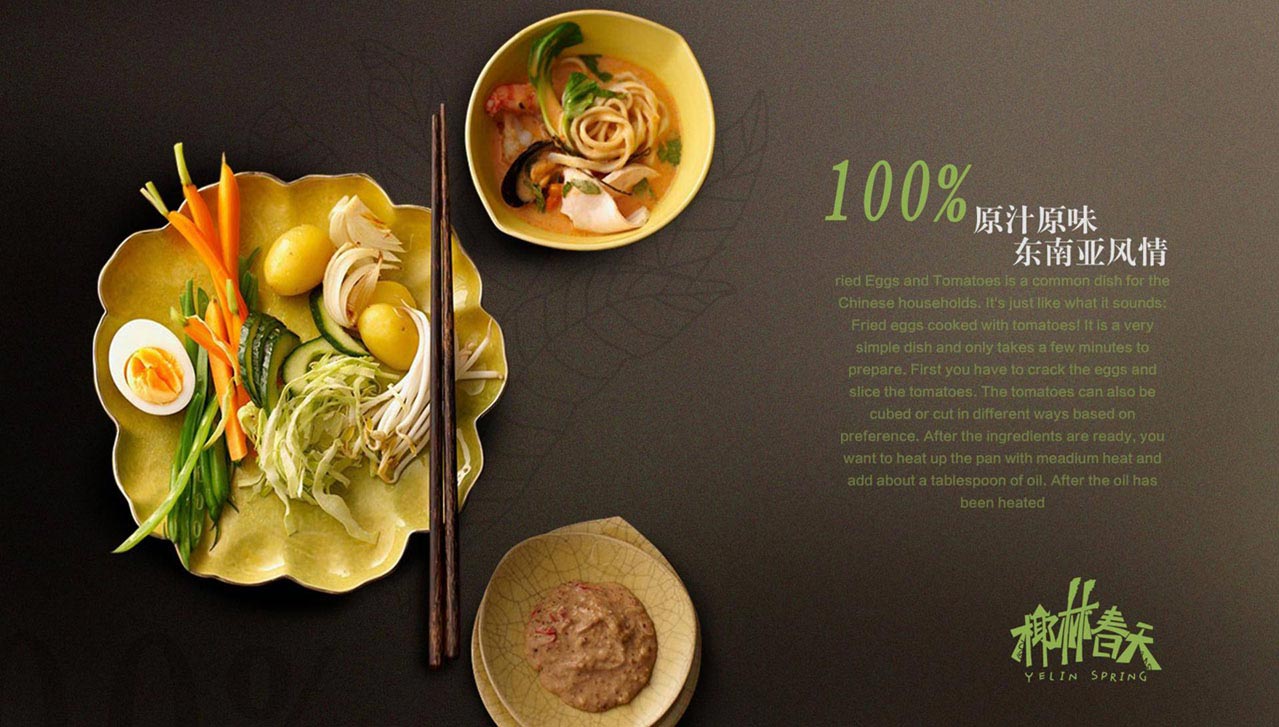 100%
原汁原味
东南亚风情
ried Eggs and Tomatoes is a common dish for the
Chinese households. It's just like what it sounds:
Fried eggs cooked with tomatoes! It is a very
simple dish and only takes a few minutes to
prepare. First you have to crack the eggs and
slice the tomatoes. The tomatoes can also be
cubed or cut in different ways based on
preference. After the ingredients are ready, you
want to heat up the pan with meadium heat and
add about a tablespoon of oil. After the oil has
been heated
椰林春天
YELIN SPRING